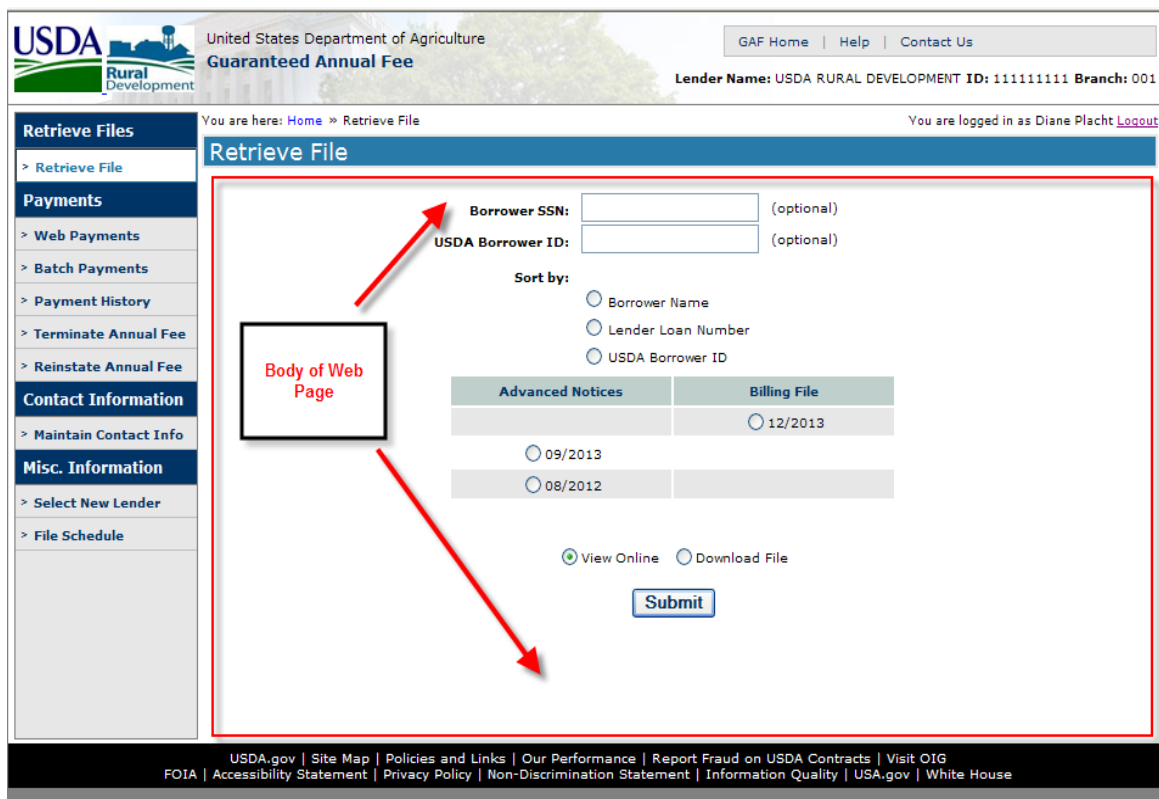 USDA
Rural
Development
United States Department of Agriculture
Guaranteed Annual Fee
GAF Home | Help | Contact Us
Lender Name: USDA RURAL DEVELOPMENT ID: 111111111 Branch: 001
Retrieve Files
> Retrieve File
Payments
> Web Payments
> Batch Payments
> Payment History
> Terminate Annual Fee
> Reinstate Annual Fee
Contact Information
> Maintain Contact Info
Misc. Information
> Select New Lender
> File Schedule
You are here: Home » Retrieve File
You are logged in as Diane Placht Logout
Retrieve File
Borrower SSN: (optional)
USDA Borrower ID: (optional)
Sort by:
Borrower Name
Lender Loan Number
USDA Borrower ID
Body of Web
Page
Advanced Notices Billing File
12/2013
09/2013
08/2012
View Online Download File
Submit
USDA.gov | Site Map | Policies and Links | Our Performance | Report Fraud on USDA Contracts | Visit OIG
FOIA | Accessibility Statement | Privacy Policy | Non-Discrimination Statement | Information Quality | USA.gov | White House